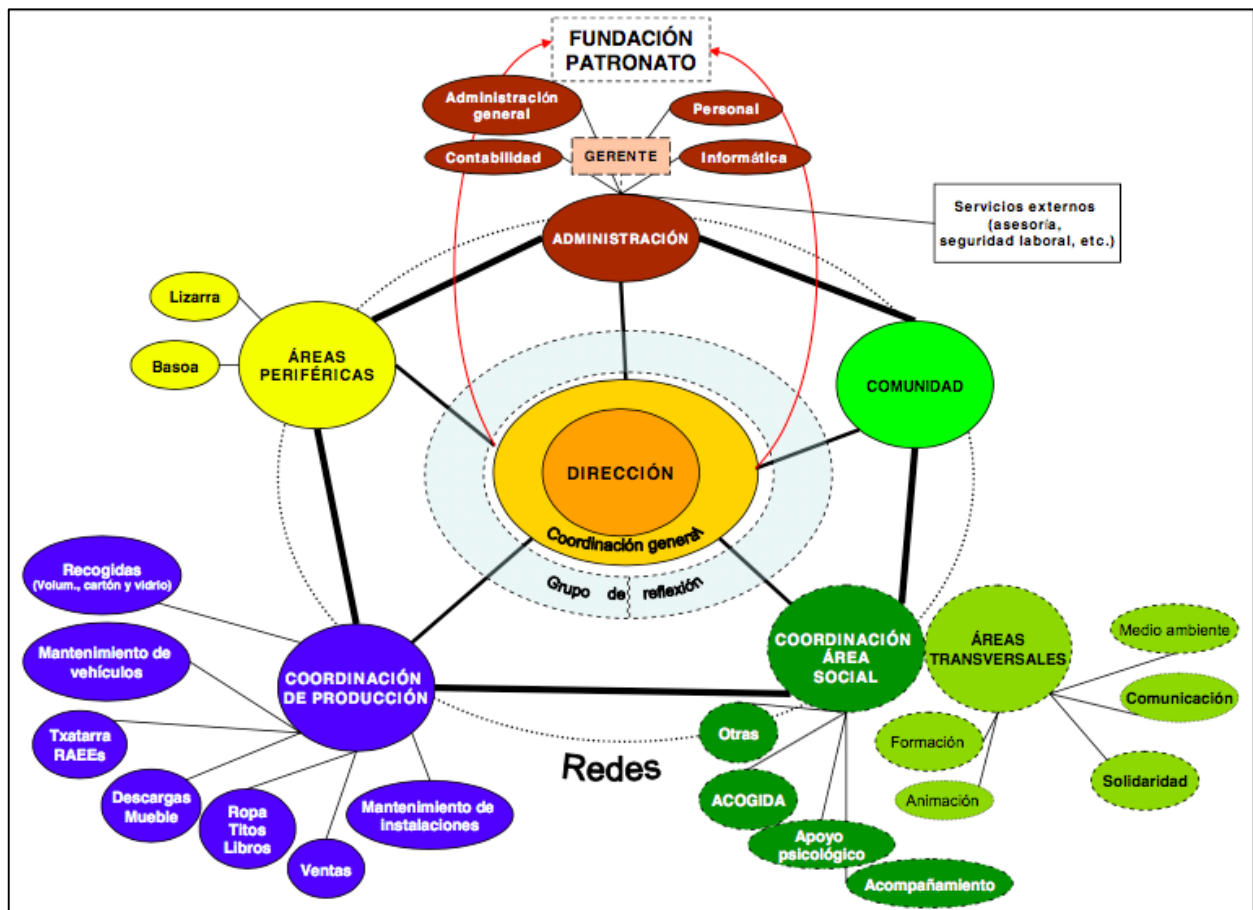 FUNDACIÓN
PATRONATO
Administración
general
Personal
Contabilidad
GERENTE
Informática
Servicios externos
(asesoría,
seguridad laboral, etc.)
ADMINISTRACIÓN
Lizarra
Basoa
ÁREAS
PERIFÉRICAS
COMUNIDAD
DIRECCIÓN
Coordinación general
Grupo de reflexión
Recogidas
(Volum., cartón y vidrio)
Mantenimiento de
vehículos
Txatarra
RAEEs
Descargas
Mueble
Ropa
Titos
Libros
Ventas
Mantenimiento de
instalaciones
COORDINACIÓN
DE PRODUCCIÓN
Redes
COORDINACIÓN
ÁREA
SOCIAL
Otras
ACOGIDA
Apoyo
psicológico
Acompañamiento
ÁREAS
TRANSVERSALES
Medio ambiente
Comunicación
Solidaridad
Formación
Animación